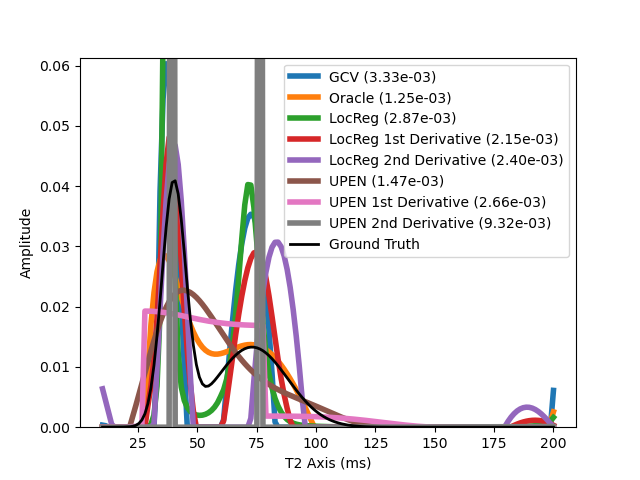 0.06
0.05
0.04
0.03
0.02
0.01
0.00
Amplitude
GCV (3.33e-03)
Oracle (1.25e-03)
LocReg (2.87e-03)
LocReg 1st Derivative (2.15e-03)
LocReg 2nd Derivative (2.40e-03)
UPEN (1.47e-03)
UPEN 1st Derivative (2.66e-03)
UPEN 2nd Derivative (9.32e-03)
Ground Truth
25 50 75 100 125 150 175 200
T2 Axis (ms)